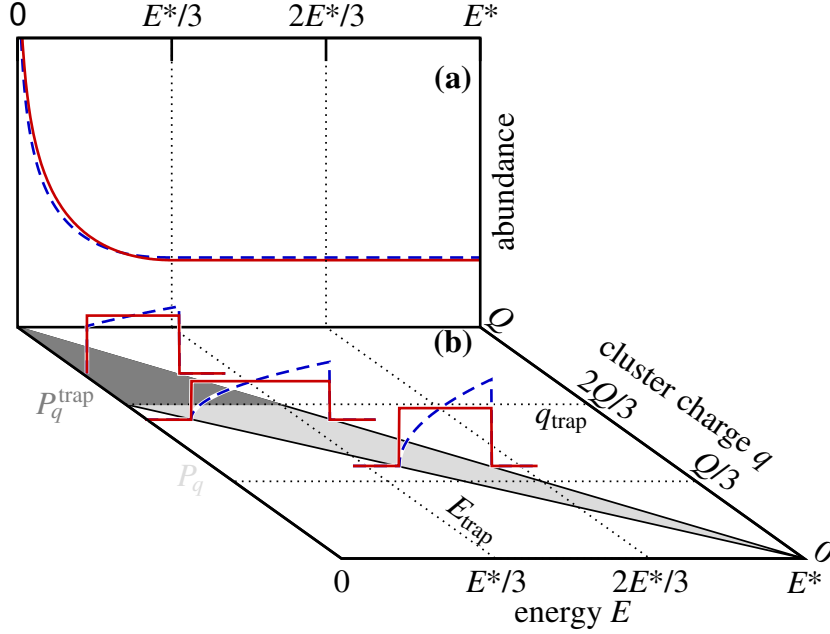 0 E*/3 2E*/3 E*
(a)
abundance
Q
(b)
cluster charge q
2Q/3
P_q^trap
q_trap
Q/3
P_q
E_trap
0
0 E*/3 2E*/3 E*
energy E